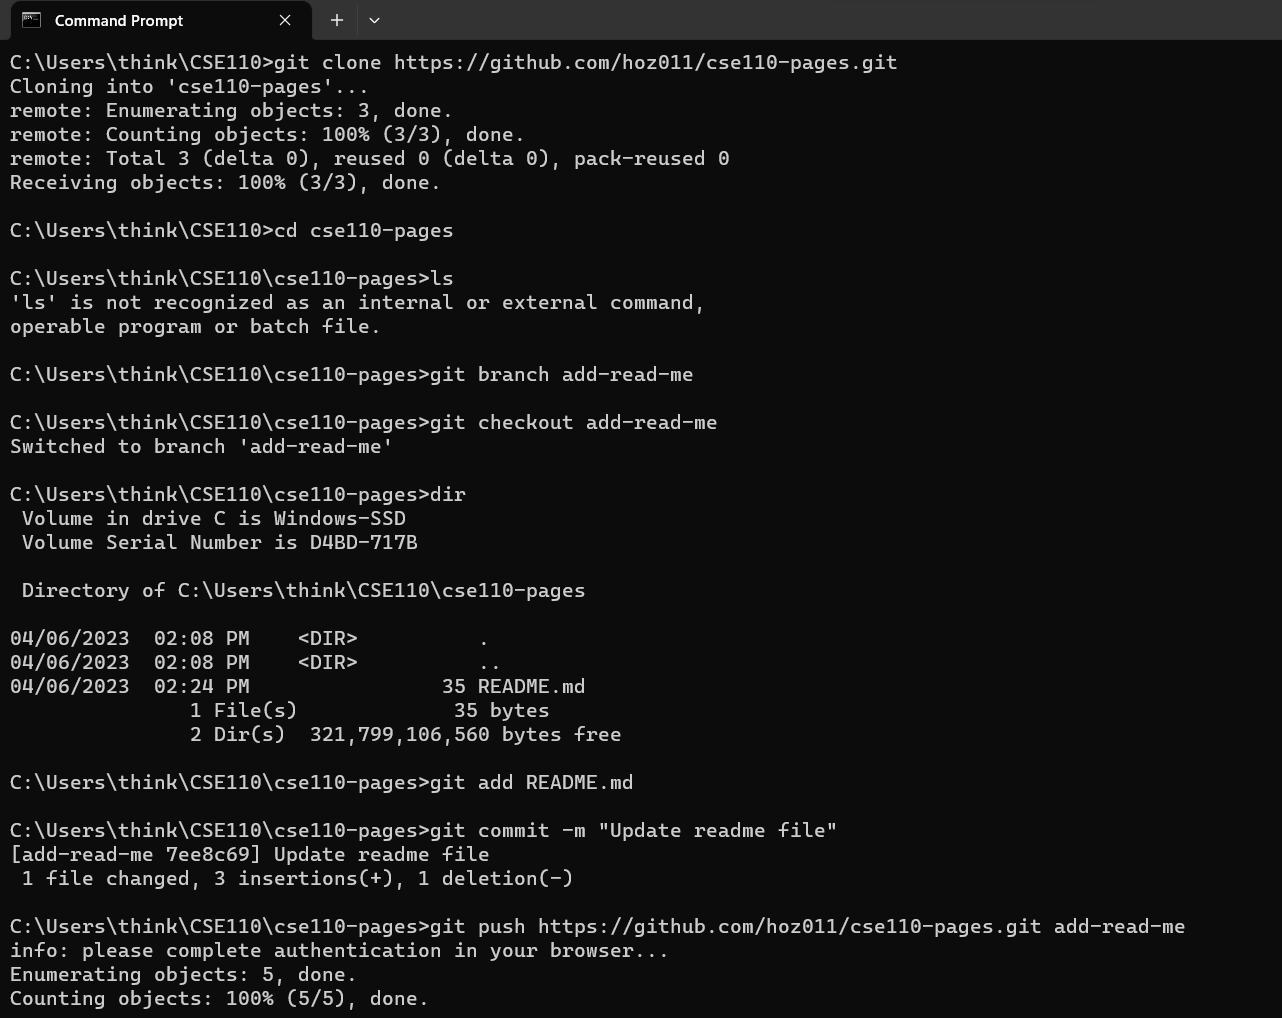 Command Prompt
C:\Users\think\CSE110>git clone https://github.com/hoz011/cse110-pages.git
Cloning into 'cse110-pages'...
remote: Enumerating objects: 3, done.
remote: Counting objects: 100% (3/3), done.
remote: Total 3 (delta 0), reused 0 (delta 0), pack-reused 0
Receiving objects: 100% (3/3), done.
C:\Users\think\CSE110>cd cse110-pages
C:\Users\think\CSE110\cse110-pages>ls
'ls' is not recognized as an internal or external command,
operable program or batch file.
C:\Users\think\CSE110\cse110-pages>git branch add-read-me
C:\Users\think\CSE110\cse110-pages>git checkout add-read-me
Switched to branch 'add-read-me'
C:\Users\think\CSE110\cse110-pages>dir
Volume in drive C is Windows-SSD
Volume Serial Number is D4BD-717B
Directory of C:\Users\think\CSE110\cse110-pages
04/06/2023  02:08 PM    <DIR>          .
04/06/2023  02:08 PM    <DIR>          ..
04/06/2023  02:24 PM                35 README.md
1 File(s)             35 bytes
2 Dir(s)  321,799,106,560 bytes free
C:\Users\think\CSE110\cse110-pages>git add README.md
C:\Users\think\CSE110\cse110-pages>git commit -m "Update readme file"
[add-read-me 7ee8c69] Update readme file
1 file changed, 3 insertions(+), 1 deletion(-)
C:\Users\think\CSE110\cse110-pages>git push https://github.com/hoz011/cse110-pages.git add-read-me
info: please complete authentication in your browser...
Enumerating objects: 5, done.
Counting objects: 100% (5/5), done.